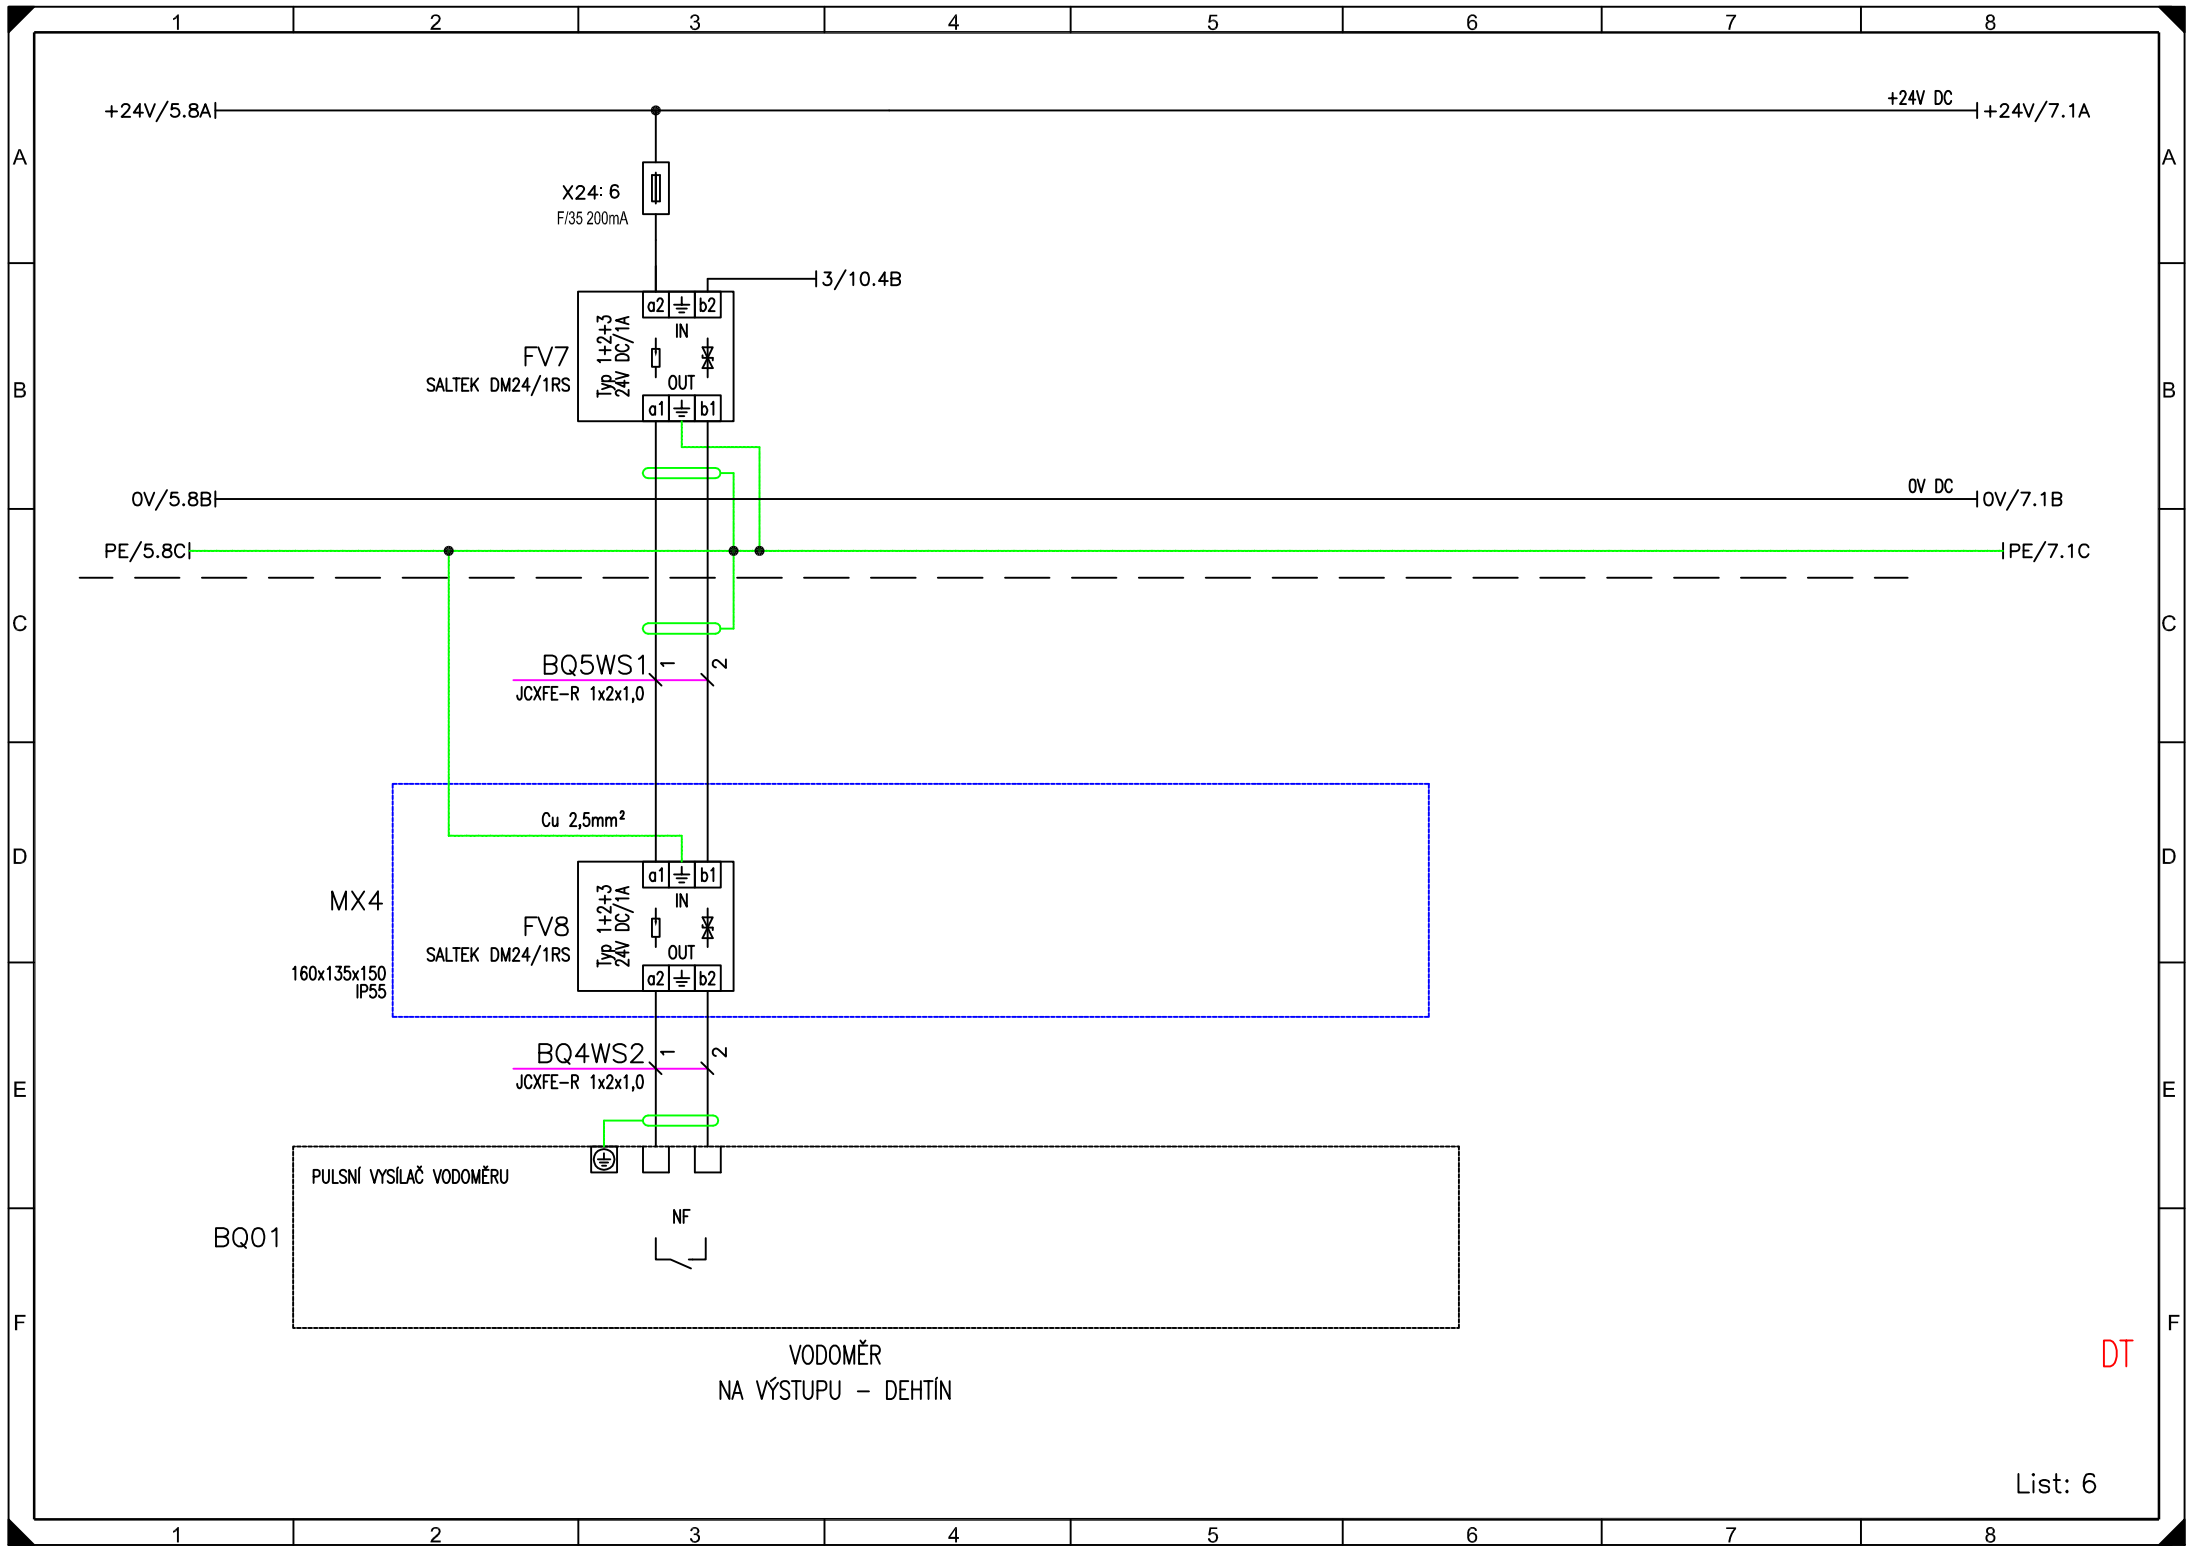 1 2 3 4 5 6 7 8
+24V/5.8A
+24V DC
+24V/7.1A
A
A
X24: 6
F/35 200mA
3/10.4B
a2 b2
IN
Typ 1+2+3
24V DC/1A
FV7
SALTEK DM24/1RS
OUT
a1 b1
B
B
0V/5.8B
0V DC
0V/7.1B
PE/5.8C
PE/7.1C
C
C
BQ5WS1 1 2
JCXFE-R 1x2x1,0
Cu 2,5mm²
D
D
a1 b1
IN
MX4
Typ 1+2+3
24V DC/1A
FV8
SALTEK DM24/1RS
OUT
160x135x150
IP55
a2 b2
BQ4WS2 1 2
JCXFE-R 1x2x1,0
E
E
PULSNÍ VYSÍLAČ VODOMĚRU
NF
BQ01
F
F
VODOMĚR
NA VÝSTUPU - DEHTÍN
DT
List: 6
1 2 3 4 5 6 7 8